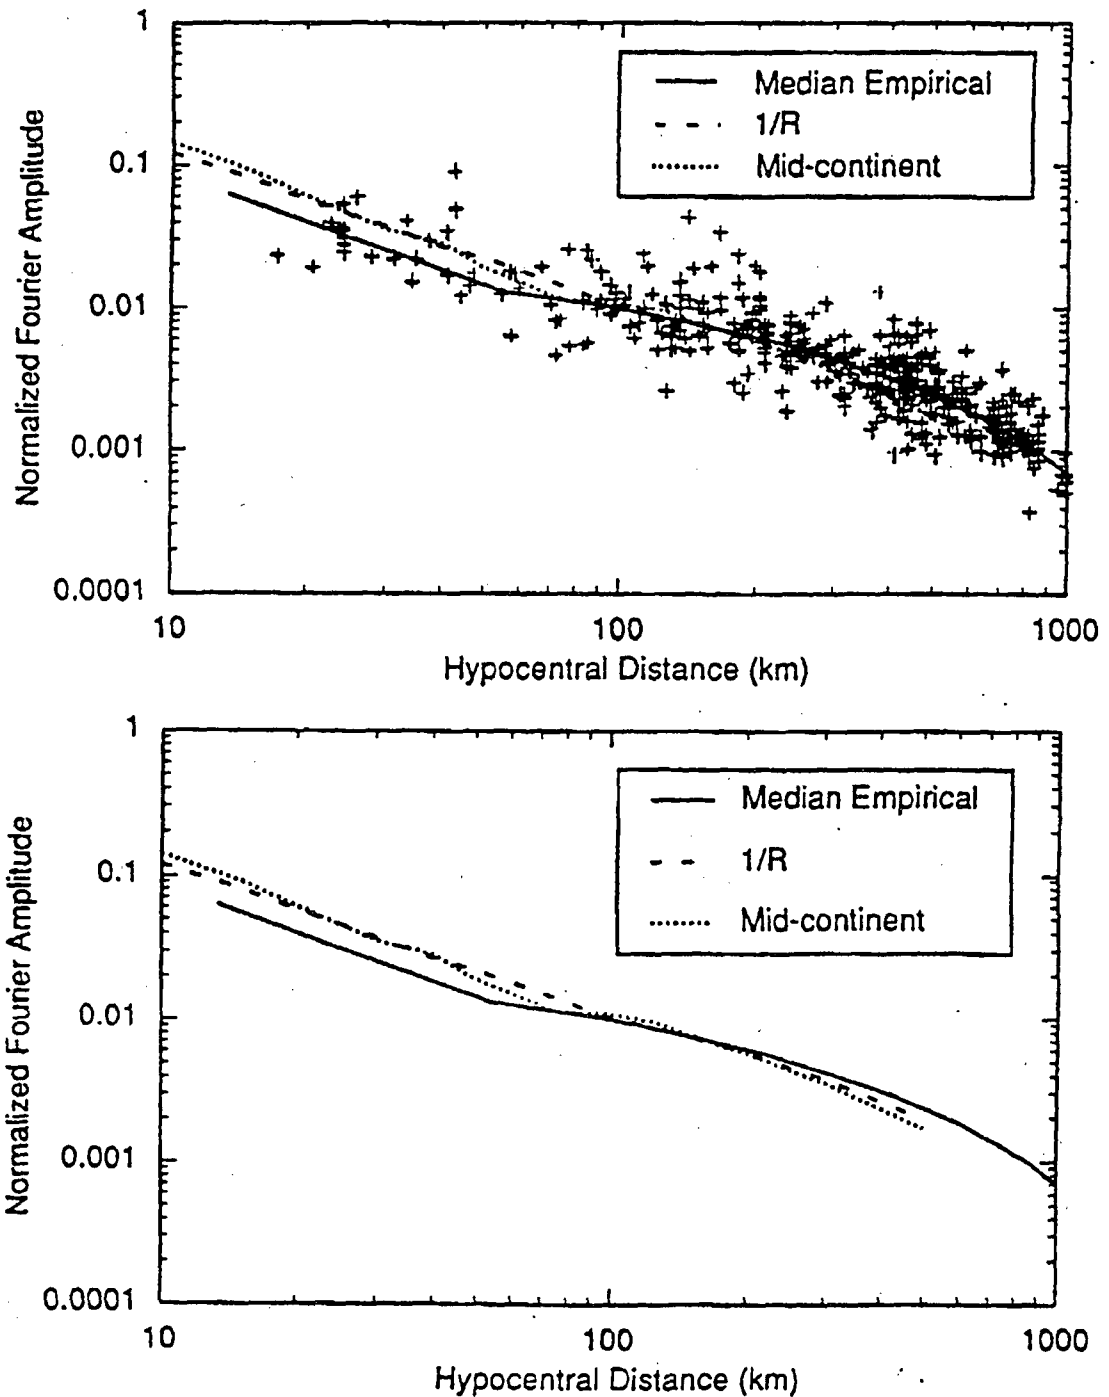 1
0.1
0.01
0.001
0.0001
Normalized Fourier Amplitude
Median Empirical
1/R
Mid-continent
10
100
1000
Hypocentral Distance (km)
1
0.1
0.01
0.001
0.0001
Normalized Fourier Amplitude
Median Empirical
1/R
Mid-continent
10
100
1000
Hypocentral Distance (km)